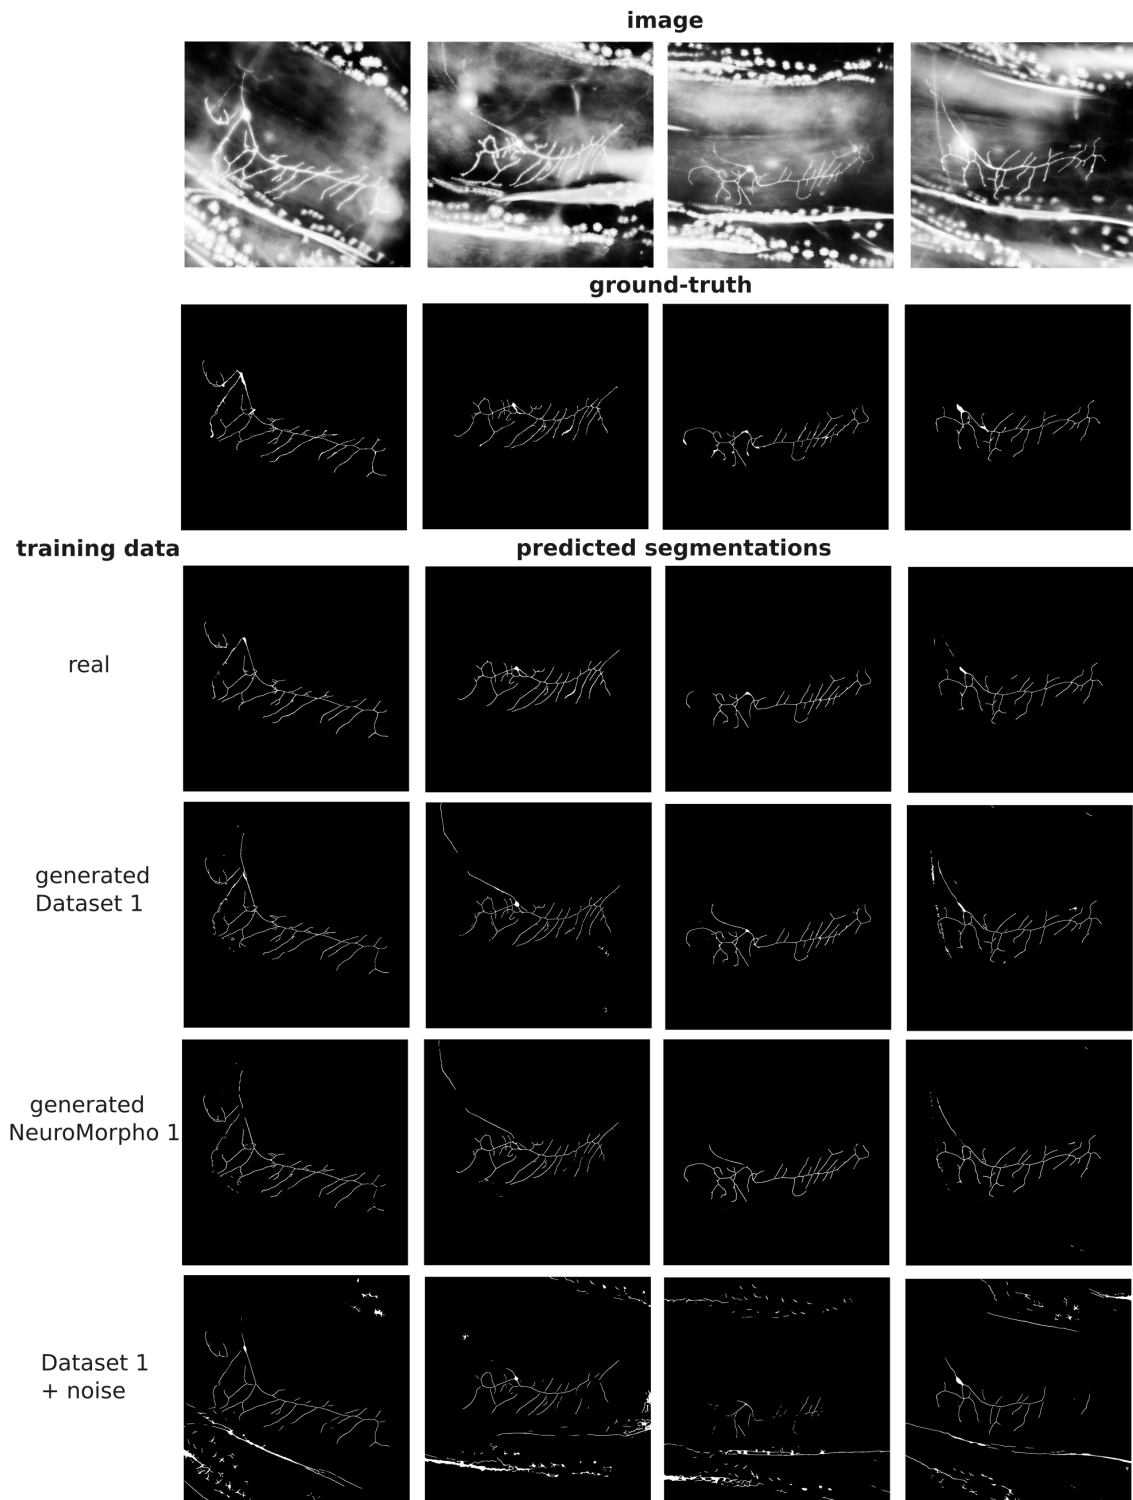 image
ground-truth
training data
predicted segmentations
real
generated
Dataset 1
generated
NeuroMorpho 1
Dataset 1
+ noise